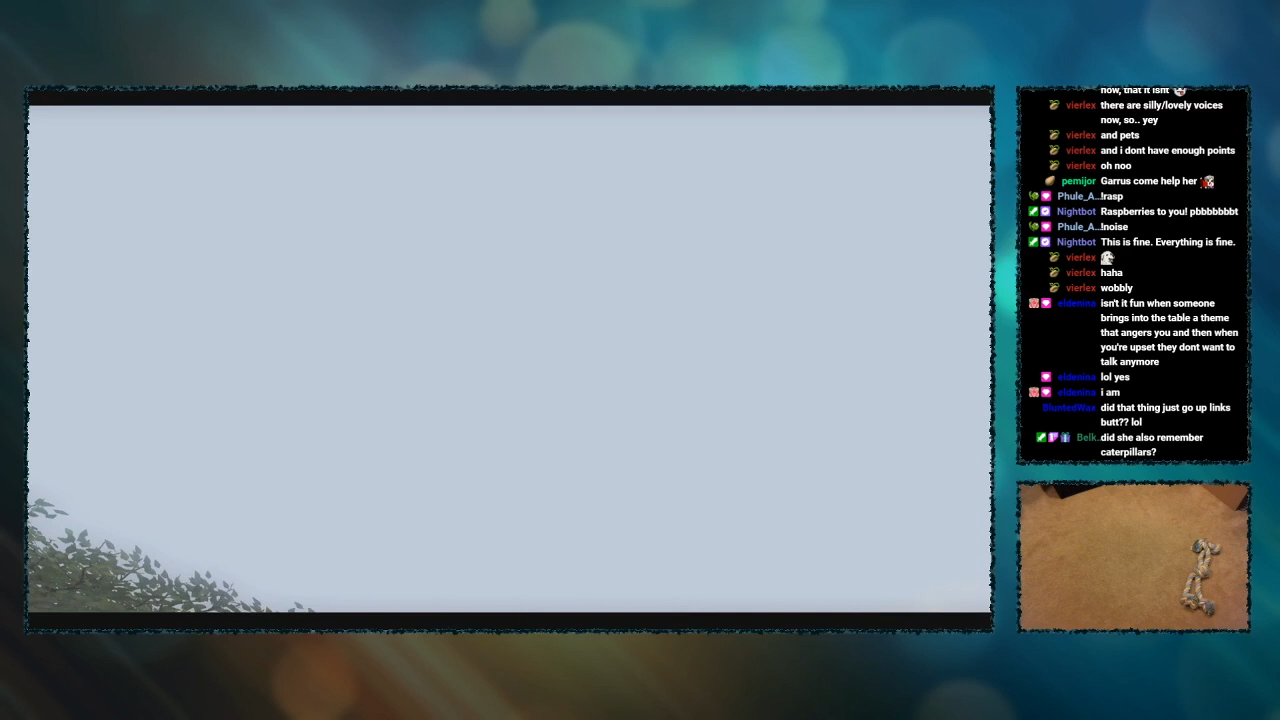 now, that it isnt
vierlex there are silly/lovely voices
now, so.. yey
vierlex and pets
vierlex and i dont have enough points
vierlex oh noo
pemijor Garrus come help her
Phule_A...!rasp
Nightbot Raspberries to you! pbbbbbbbt
Phule_A...!noise
Nightbot This is fine. Everything is fine.
vierlex
vierlex haha
vierlex wobbly
eldenina isn't it fun when someone
brings into the table a theme
that angers you and then when
you're upset they dont want to
talk anymore
eldenina lol yes
eldenina i am
BluntedWax did that thing just go up links
butt?? lol
Belk...did she also remember
caterpillars?